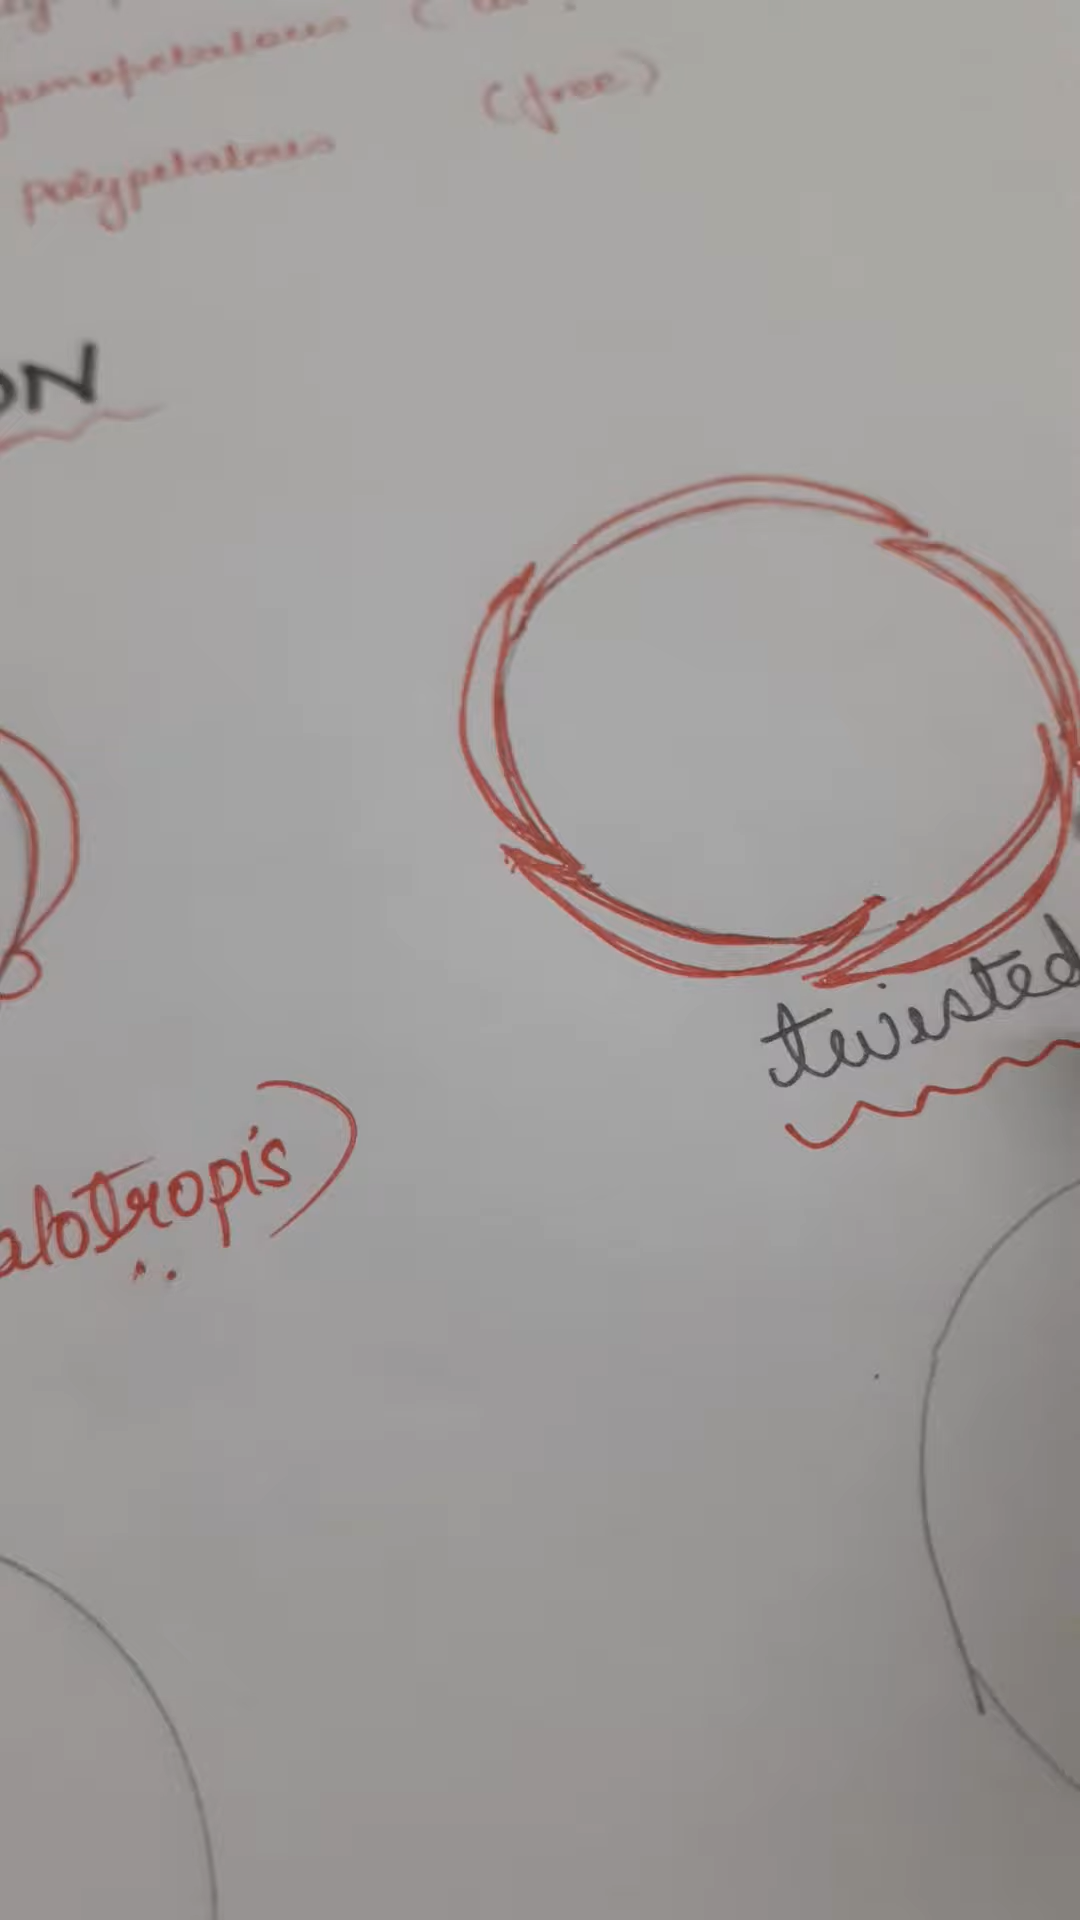 gamopetalous
polypetalous (free)
ON
twisted
alotropis)